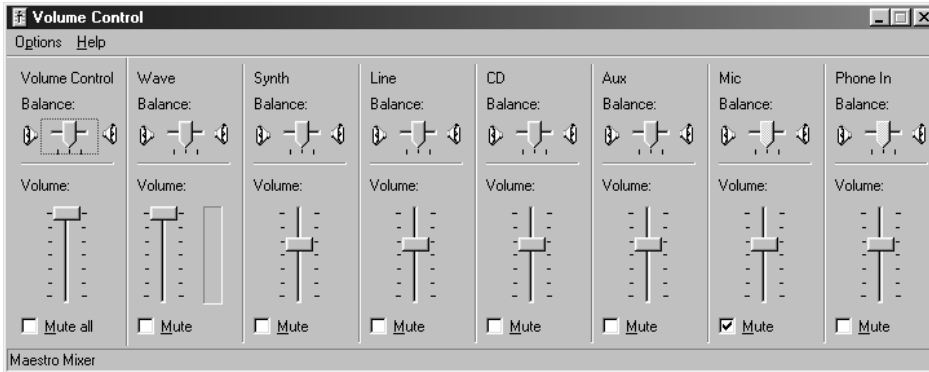 Volume Control
Options Help
Volume Control Wave Synth Line CD Aux Mic Phone In
Balance: Balance: Balance: Balance: Balance: Balance: Balance: Balance:
Volume: Volume: Volume: Volume: Volume: Volume: Volume: Volume:
Mute all Mute Mute Mute Mute Mute Mute Mute
Maestro Mixer